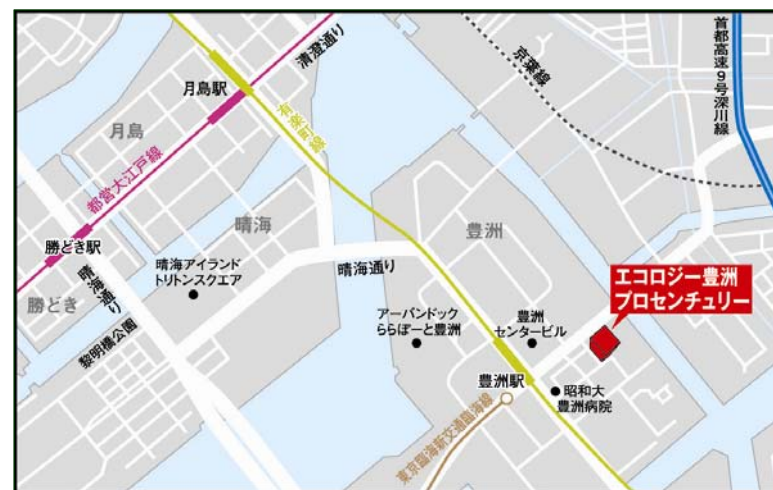 清澄通り
京葉線
首都高速9号深川線
月島駅
有楽町線
月島
都営大江戸線
晴海
豊洲
勝どき駅
晴海通り
晴海アイランド
トリトンスクエア
晴海通り
エコロジー豊洲
プロセンチュリー
勝どき
黎明橋公園
アーバンドック
ららぽーと豊洲
豊洲
センタービル
豊洲駅
昭和大
豊洲病院
東京臨海新交通臨海線